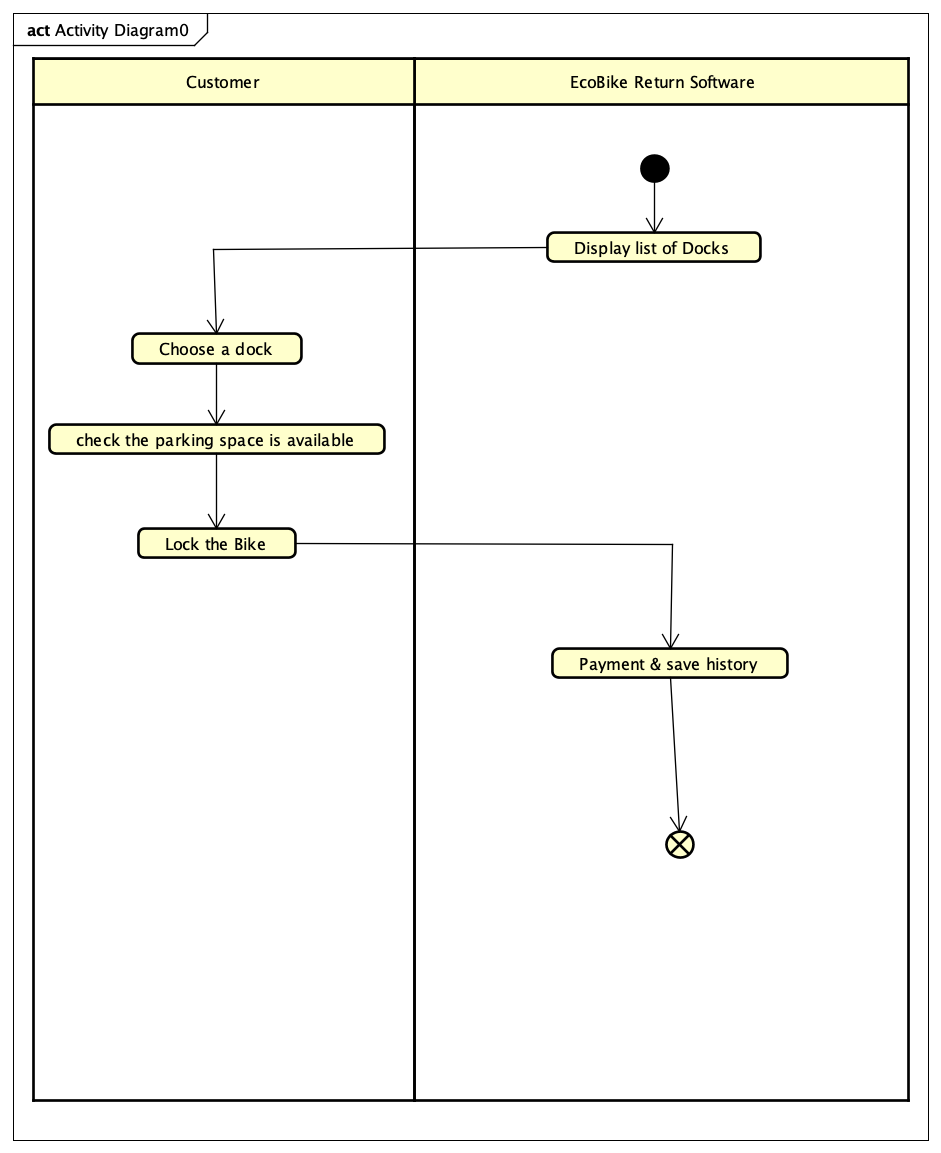 act Activity Diagram0
Customer
EcoBike Return Software
Display list of Docks
Choose a dock
check the parking space is available
Lock the Bike
Payment & save history